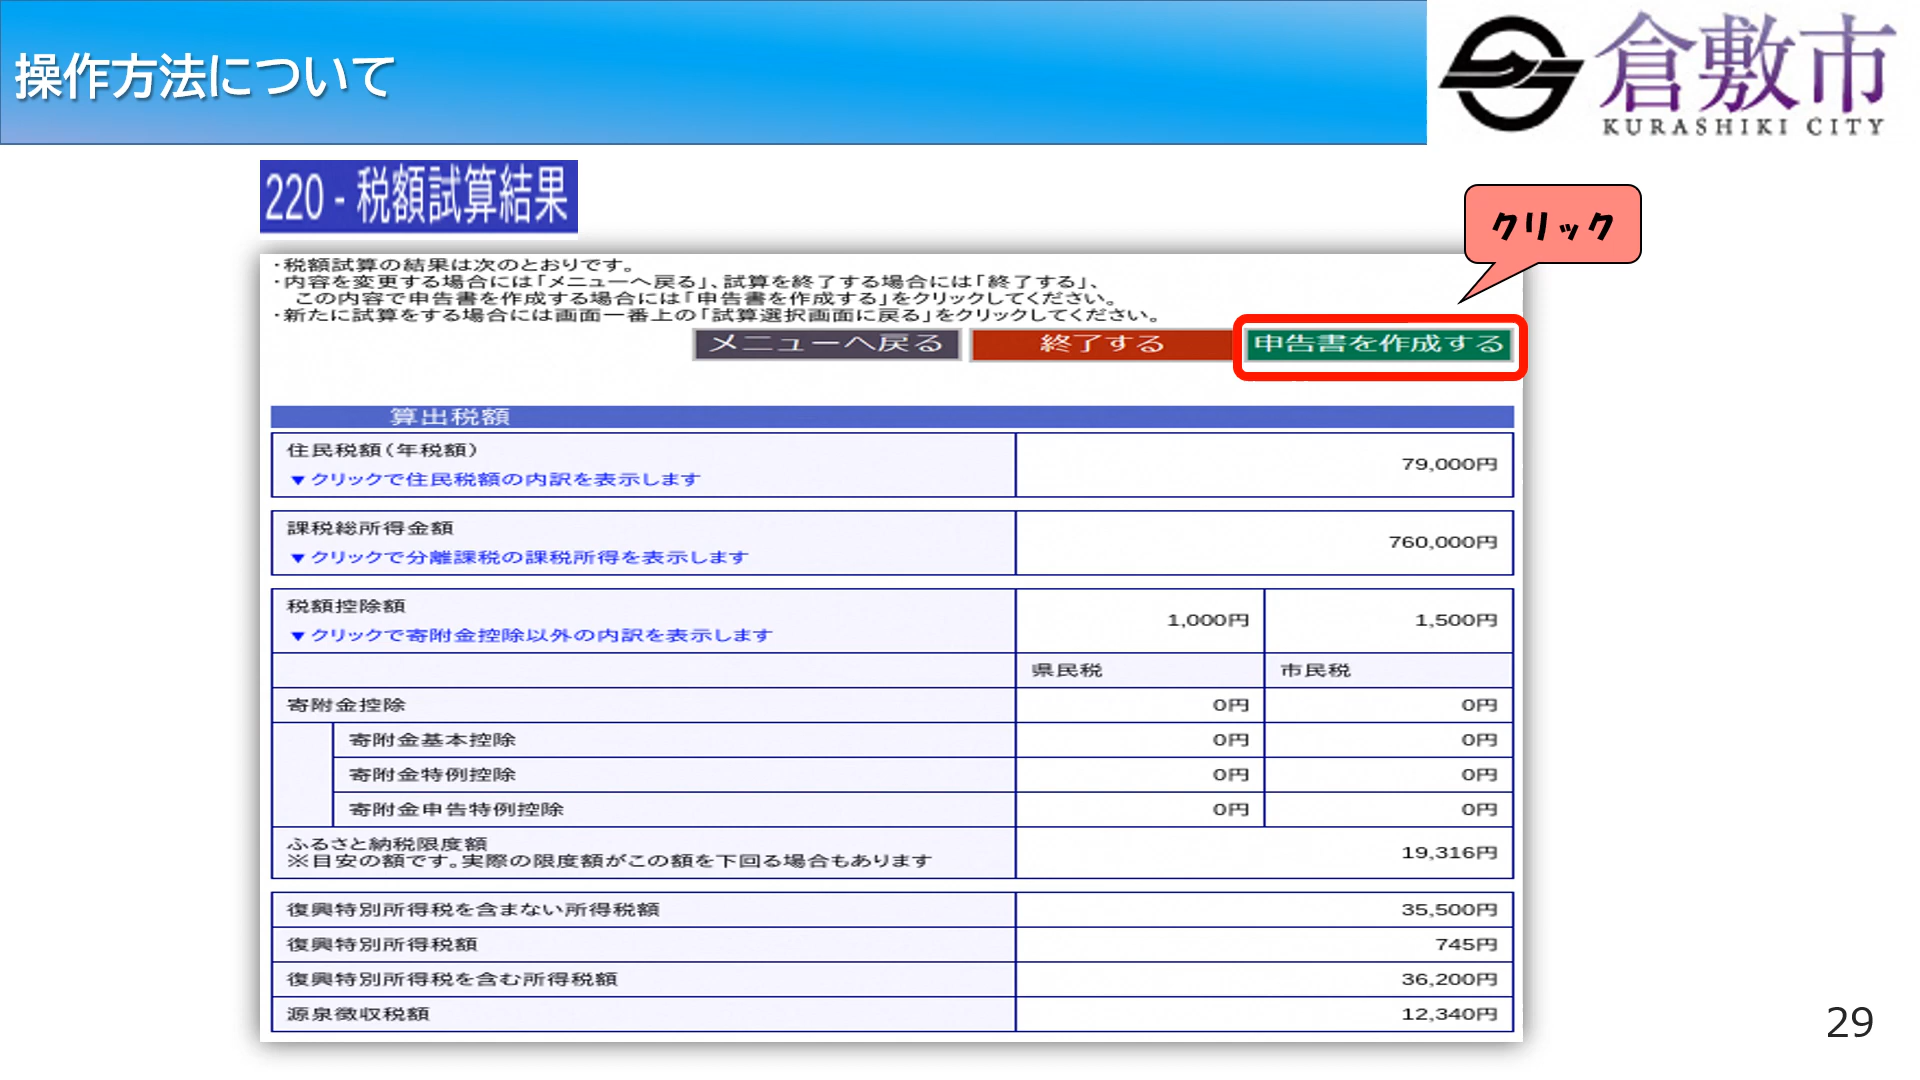 操作方法について
倉敷市
KURASHIKI CITY
220 - 税額試算結果
クリック
・税額試算の結果は次のとおりです。
・内容を変更する場合には「メニューへ戻る」、試算を終了する場合には「終了する」、
この内容で申告書を作成する場合には「申告書を作成する」をクリックしてください。
・新たに試算をする場合には画面一番上の「試算選択画面に戻る」をクリックしてください。
メニューへ戻る 終了する 申告書を作成する
算出税額
住民税額（年税額）
▼クリックで住民税額の内訳を表示します
79,000円
課税総所得金額
▼クリックで分離課税の課税所得を表示します
760,000円
税額控除額
▼クリックで寄附金控除以外の内訳を表示します
1,000円 1,500円
県民税 市民税
寄附金控除 0円 0円
寄附金基本控除 0円 0円
寄附金特例控除 0円 0円
寄附金申告特例控除 0円 0円
ふるさと納税限度額
※目安の額です。実際の限度額がこの額を下回る場合もあります
19,316円
復興特別所得税を含まない所得税額 35,500円
復興特別所得税額 745円
復興特別所得税を含む所得税額 36,200円
源泉徴収税額 12,340円
29